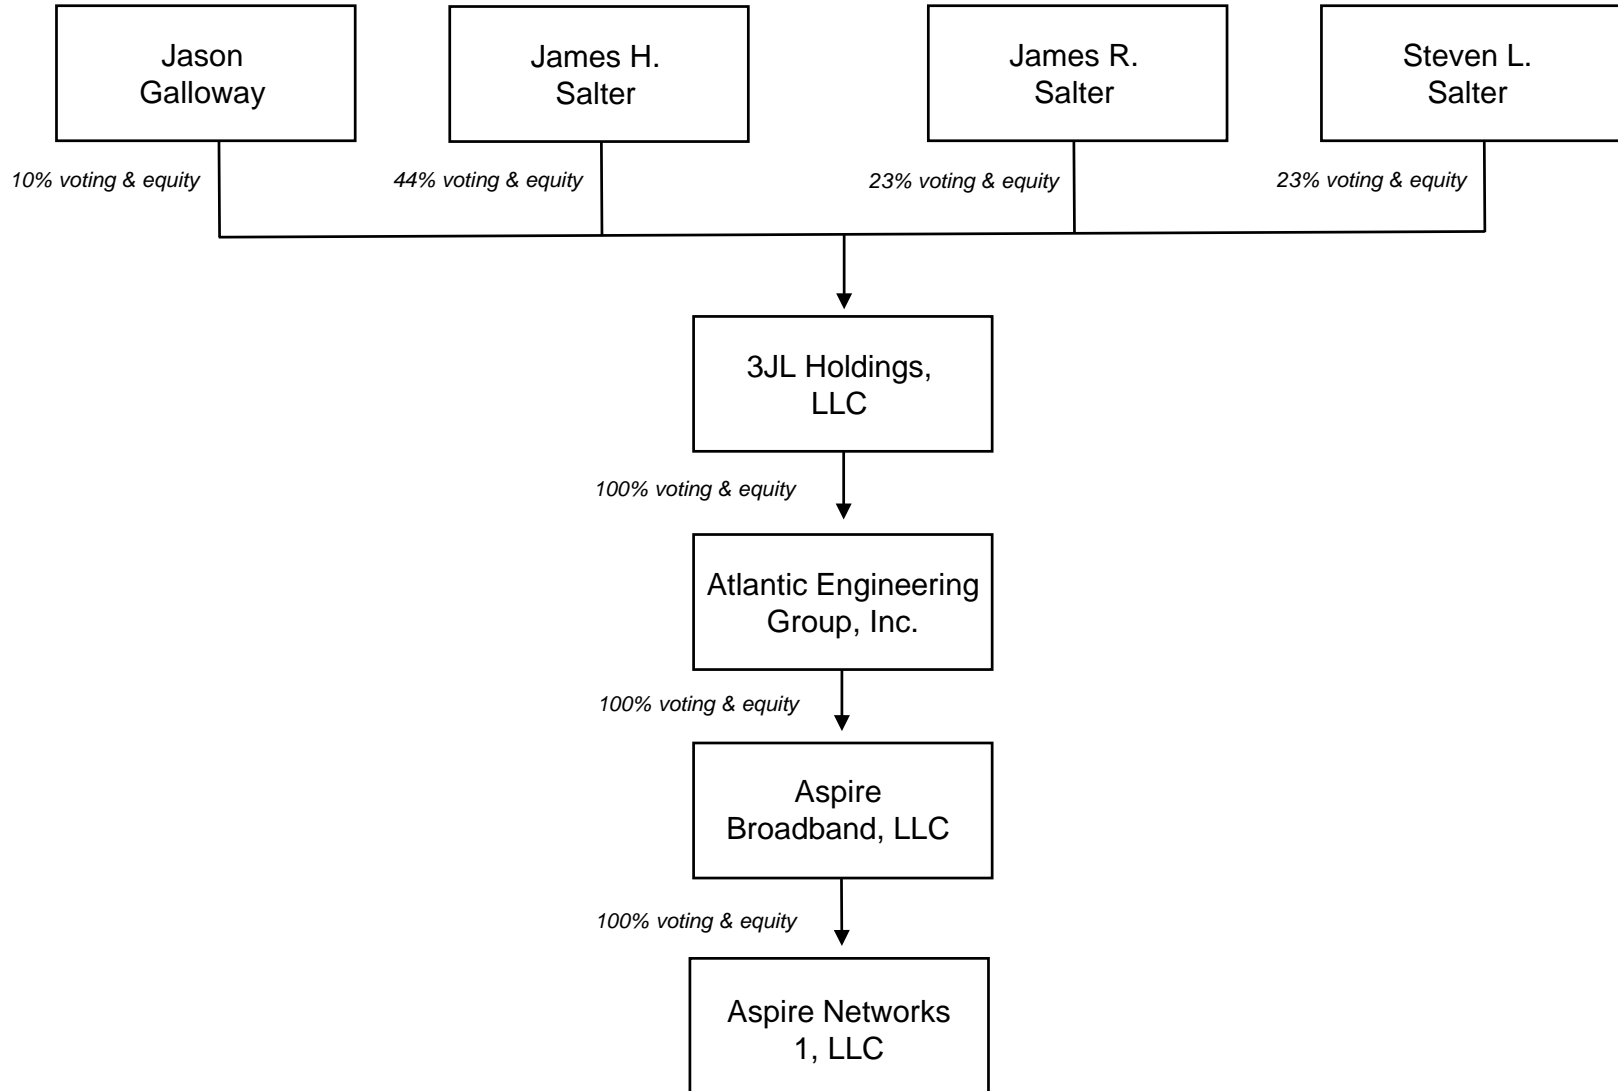 Jason
Galloway
James H.
Salter
James R.
Salter
Steven L.
Salter
10% voting & equity
44% voting & equity
23% voting & equity
23% voting & equity
3JL Holdings,
LLC
100% voting & equity
Atlantic Engineering
Group, Inc.
100% voting & equity
Aspire
Broadband, LLC
100% voting & equity
Aspire Networks
1, LLC